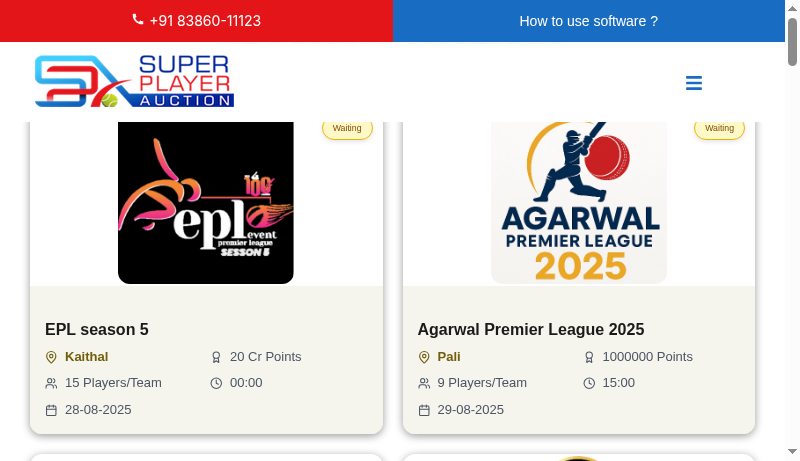 +91 83860-11123
How to use software ?
SUPER
PLAYER
AUCTION
Waiting
Waiting
100
epl
event
premier league
SESSON 5
AGARWAL
PREMIER LEAGUE
2025
EPL season 5
Kaithal
20 Cr Points
15 Players/Team
00:00
28-08-2025
Agarwal Premier League 2025
Pali
1000000 Points
9 Players/Team
15:00
29-08-2025